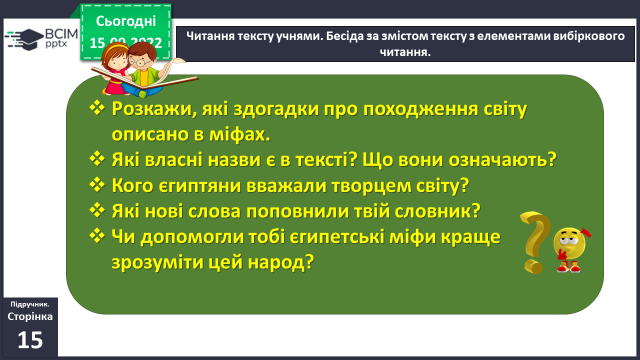 ВСІМ
pptx
Сьогодні
15.09.2022
Читання тексту учнями. Бесіда за змістом тексту з елементами вибіркового
читання.
❖ Розкажи, які здогадки про походження світу
описано в міфах.
❖ Які власні назви є в тексті? Що вони означають?
❖ Кого єгиптяни вважали творцем світу?
❖ Які нові слова поповнили твій словник?
❖ Чи допомогли тобі єгипетські міфи краще
зрозуміти цей народ?
Підручник.
Сторінка
15